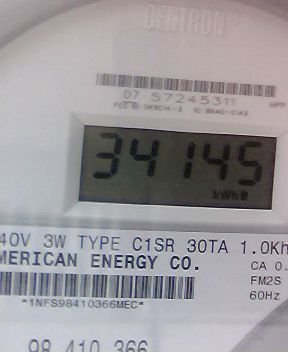 CENTRON®
07 57245311
34145
kWh
40V 3W TYPE C1SR 30TA 1.0Kh
MERICAN ENERGY CO.
CA 0.
FM2S
60Hz
*1NFS98410366MEC*
98 410 366